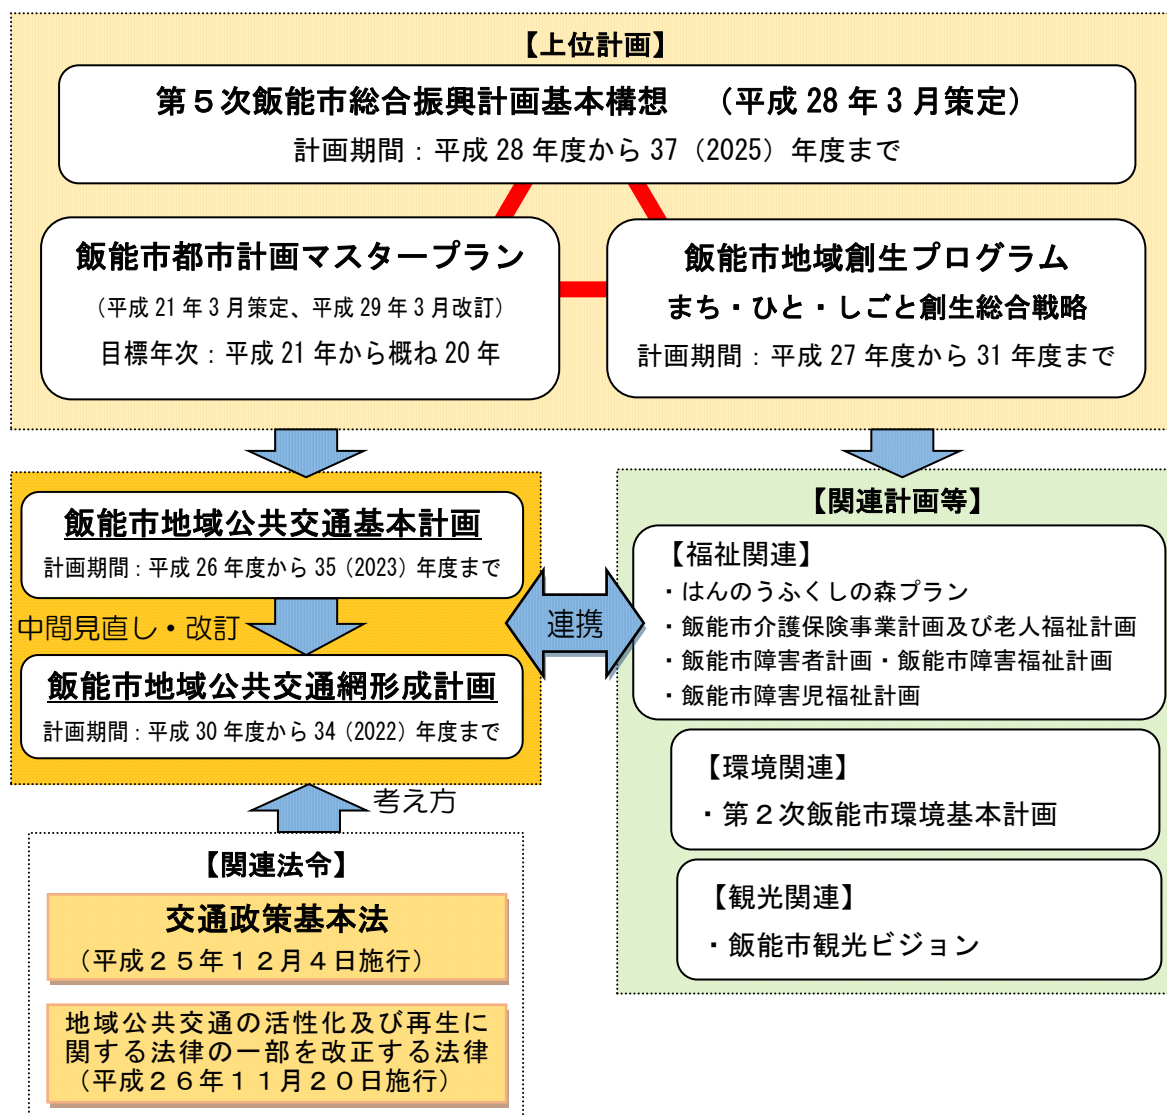 【上位計画】
第５次飯能市総合振興計画基本構想　（平成 28 年 3 月策定）
計画期間：平成 28 年度から 37（2025）年度まで
飯能市都市計画マスタープラン
（平成 21 年 3 月策定、平成 29 年 3 月改訂）
目標年次：平成 21 年から概ね 20 年
飯能市地域創生プログラム
まち・ひと・しごと創生総合戦略
計画期間：平成 27 年度から 31 年度まで
飯能市地域公共交通基本計画
計画期間：平成 26 年度から 35（2023）年度まで
中間見直し・改訂
飯能市地域公共交通網形成計画
計画期間：平成 30 年度から 34（2022）年度まで
連携
【関連計画等】
【福祉関連】
・はんのうふくしの森プラン
・飯能市介護保険事業計画及び老人福祉計画
・飯能市障害者計画・飯能市障害福祉計画
・飯能市障害児福祉計画
【環境関連】
・第２次飯能市環境基本計画
【観光関連】
・飯能市観光ビジョン
考え方
【関連法令】
交通政策基本法
（平成２５年１２月４日施行）
地域公共交通の活性化及び再生に
関する法律の一部を改正する法律
（平成２６年１１月２０日施行）